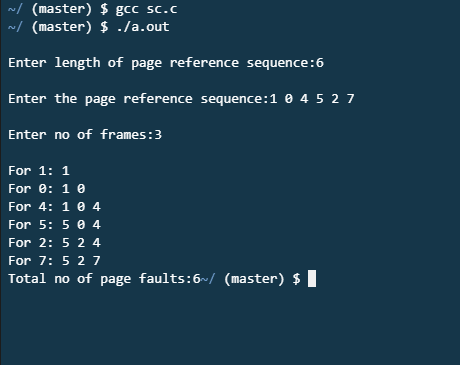 ~/ (master) $ gcc sc.c
~/ (master) $ ./a.out
Enter length of page reference sequence:6
Enter the page reference sequence:1 0 4 5 2 7
Enter no of frames:3
For 1: 1
For 0: 1 0
For 4: 1 0 4
For 5: 5 0 4
For 2: 5 2 4
For 7: 5 2 7
Total no of page faults:6~/ (master) $